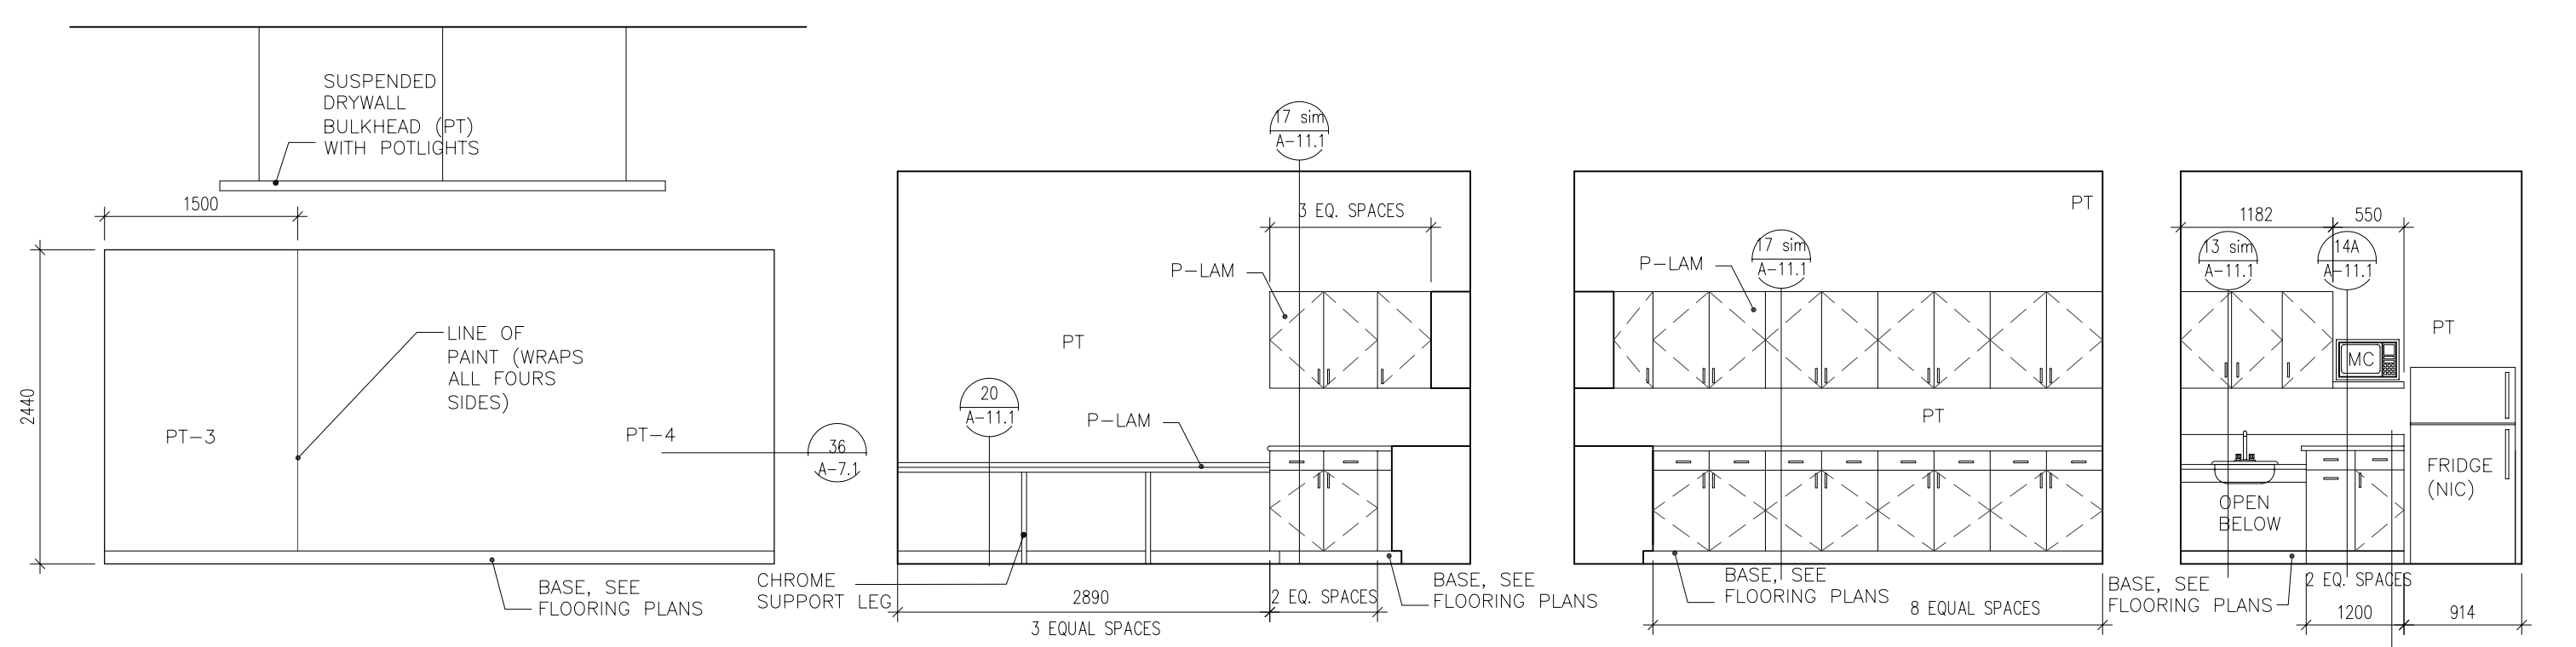 SUSPENDED
DRYWALL
BULKHEAD (PT)
WITH POTLIGHTS
1500
2440
LINE OF
PAINT (WRAPS
ALL FOURS
SIDES)
PT-3
PT-4
36
A-7.1
BASE, SEE
FLOORING PLANS
17 sim
A-11.1
3 EQ. SPACES
P-LAM
PT
20
A-11.1
P-LAM
CHROME
SUPPORT LEG
2890
2 EQ. SPACES
3 EQUAL SPACES
BASE, SEE
FLOORING PLANS
PT
17 sim
A-11.1
P-LAM
PT
BASE, SEE
FLOORING PLANS
8 EQUAL SPACES
1182
550
13 sim
A-11.1
14A
A-11.1
PT
MC
FRIDGE
(NIC)
OPEN
BELOW
BASE, SEE
FLOORING PLANS
2 EQ. SPACES
1200
914